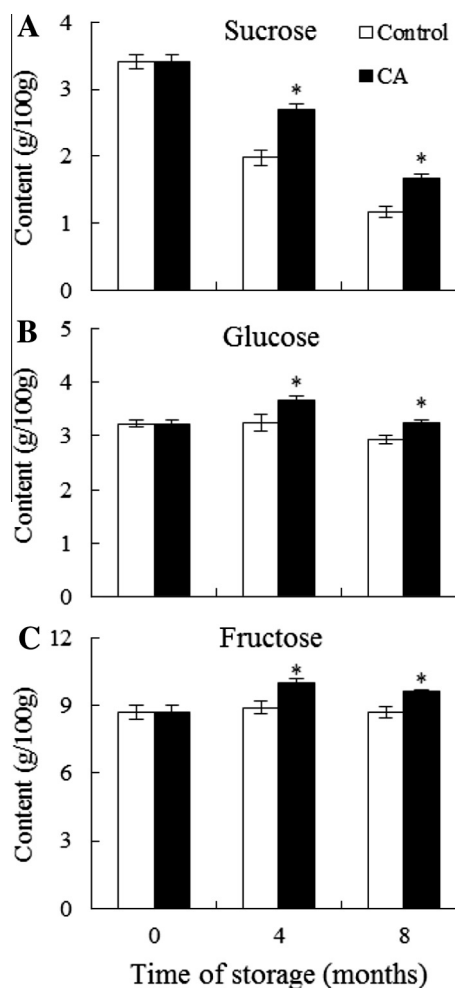 A
Sucrose
Control
CA
Content (g/100g)
4
3
2
1
0
*
*
B
Glucose
Content (g/100g)
5
4
3
2
1
0
*
*
C
Fructose
Content (g/100g)
12
9
6
3
0
*
*
0 4 8
Time of storage (months)